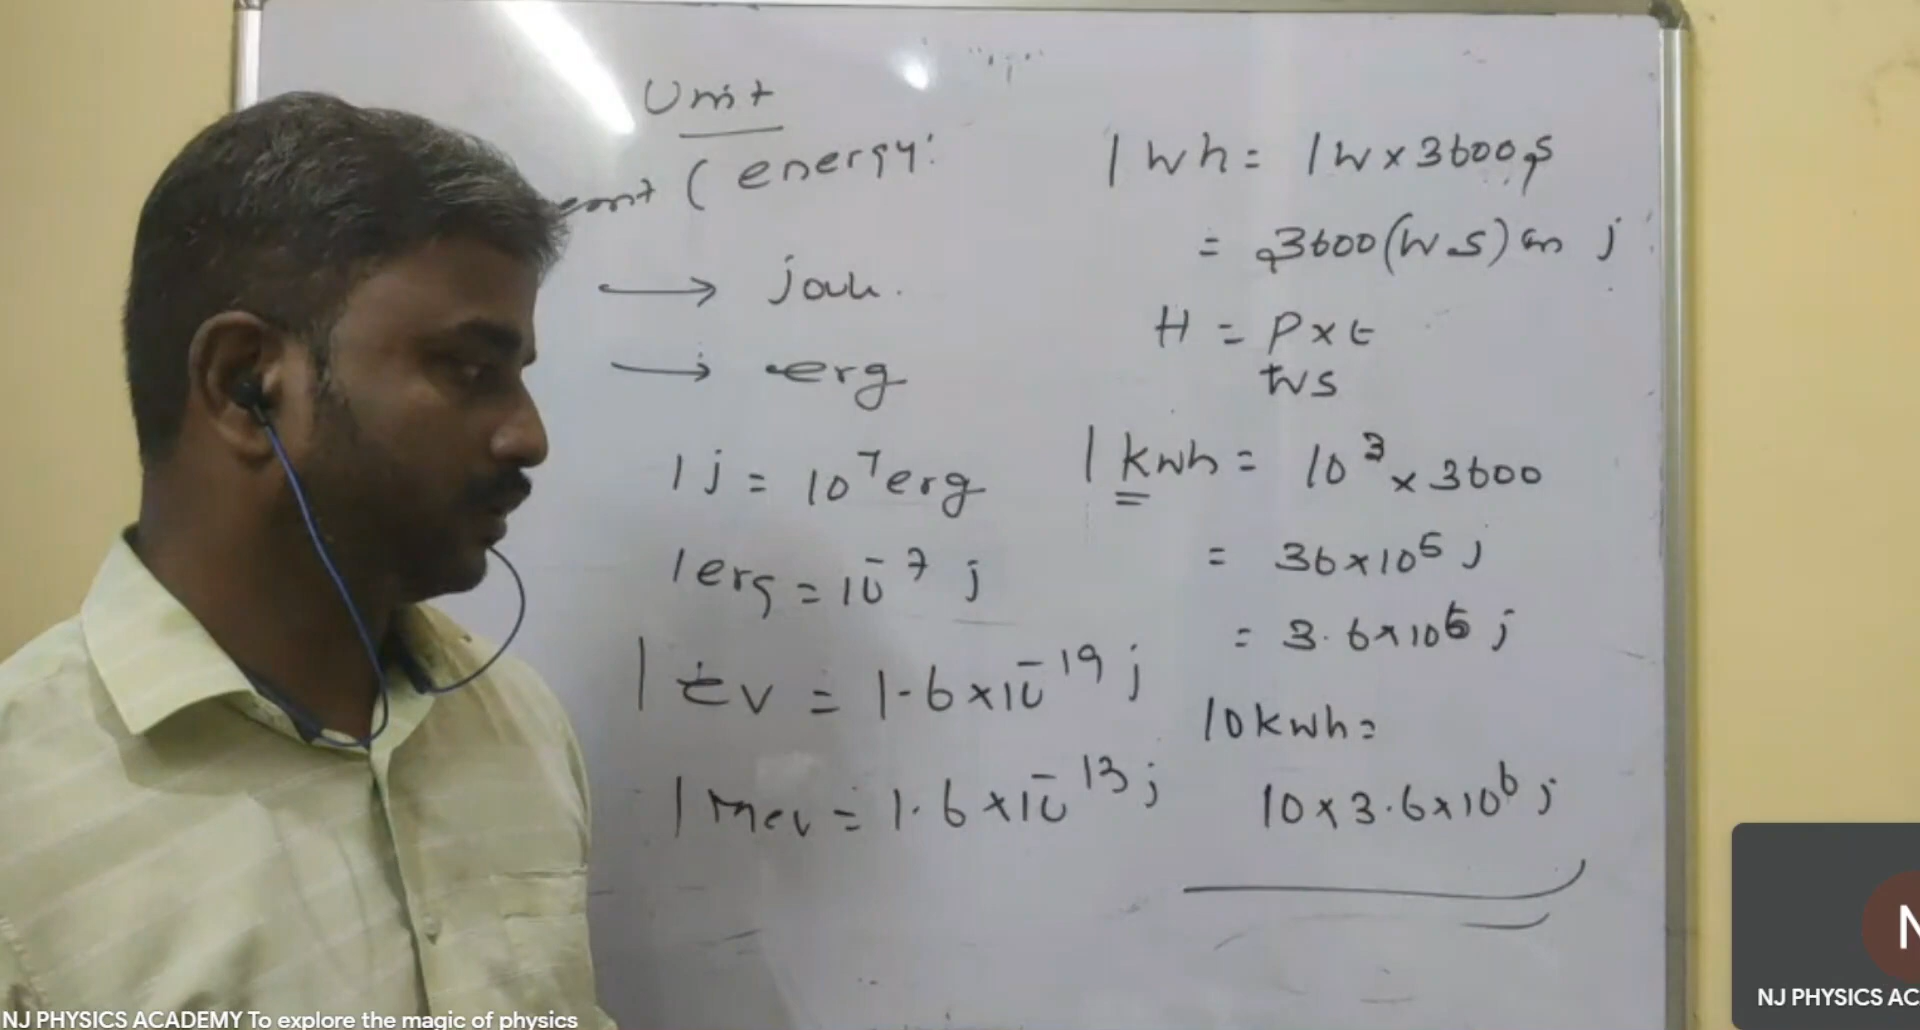 Unit
( energy:
→ joule.
→ erg
1 j = 10⁷ erg
1 erg = 10⁻⁷ j
1 ev = 1.6 × 10⁻¹⁹ j
1 mev = 1.6 × 10⁻¹³ j
1 wh = 1w × 3600 s
= 3600 (w s) (or) j
H = P × t
ws
1 kwh = 10³ × 3600
= 36 × 10⁵ j
= 3.6 × 10⁶ j
10 kwh =
10 × 3.6 × 10⁶ j
N
NJ PHYSICS AC
NJ PHYSICS ACADEMY To explore the magic of physics